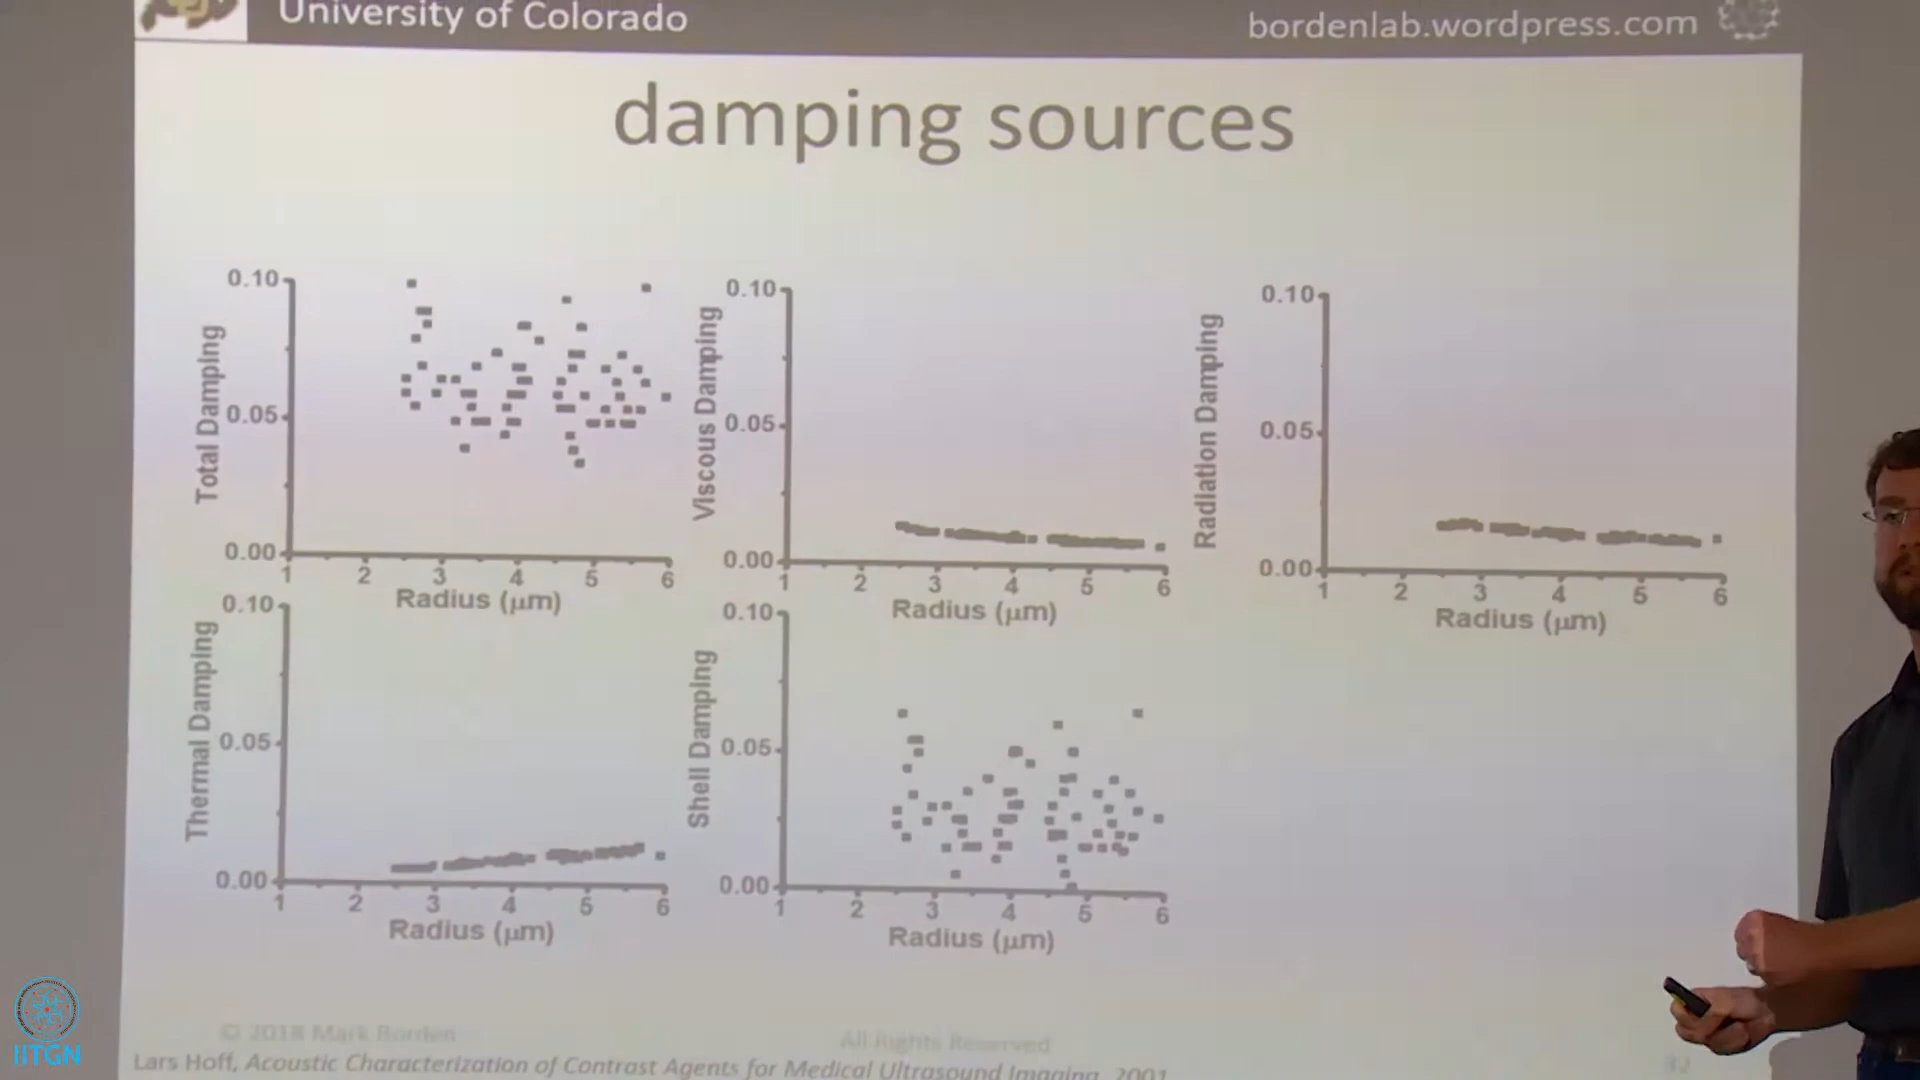 University of Colorado
bordenlab.wordpress.com
damping sources
0.10
0.05
0.00
Total Damping
1 2 3 4 5 6
Radius (μm)
0.10
0.05
0.00
Viscous Damping
1 2 3 4 5 6
Radius (μm)
0.10
0.05
0.00
Radiation Damping
1 2 3 4 5 6
Radius (μm)
0.10
0.05
0.00
Thermal Damping
1 2 3 4 5 6
Radius (μm)
0.10
0.05
0.00
Shell Damping
1 2 3 4 5 6
Radius (μm)
© 2018 Mark Borden
All Rights Reserved
32
Lars Hoff, Acoustic Characterization of Contrast Agents for Medical Ultrasound Imaging, 2001
IITGN